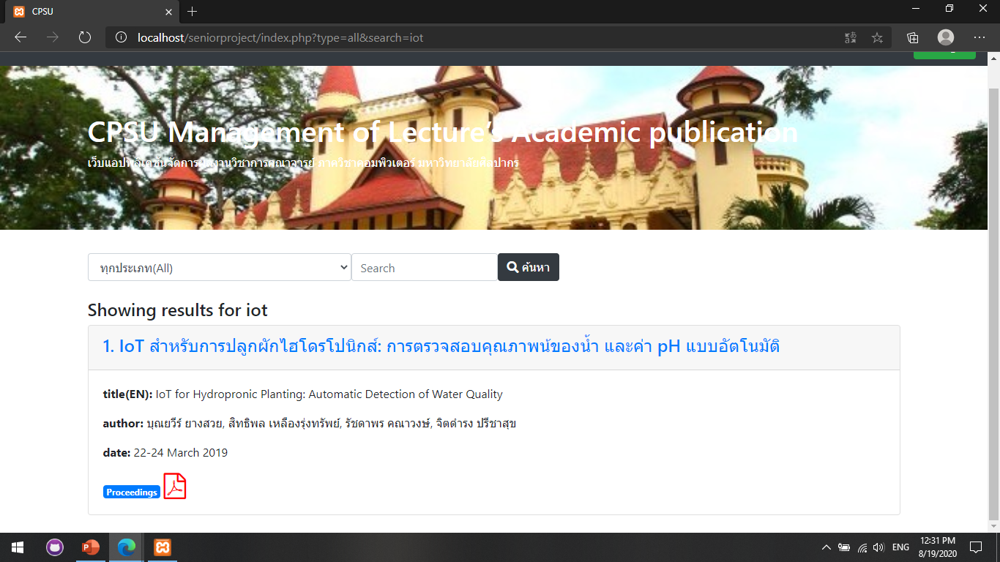 CPSU
localhost/seniorproject/index.php?type=all&search=iot
CPSU Management of Lecture's Academic publication
เว็บแอปพลิเคชันจัดการผลงานวิชาการคณาจารย์ ภาควิชาคอมพิวเตอร์ มหาวิทยาลัยศิลปากร
ทุกประเภท(All)
Search
ค้นหา
Showing results for iot
1. IoT สำหรับการปลูกผักไฮโดรโปนิกส์: การตรวจสอบคุณภาพน้ของน้ำ และค่า pH แบบอัตโนมัติ
title(EN): IoT for Hydropronic Planting: Automatic Detection of Water Quality
author: บุณยวีร์ ยางสวย, สิทธิพล เหลืองรุ่งทรัพย์, รัชดาพร คณาวงษ์, จิตดำรง ปรีชาสุข
date: 22-24 March 2019
Proceedings
ENG
12:31 PM
8/19/2020